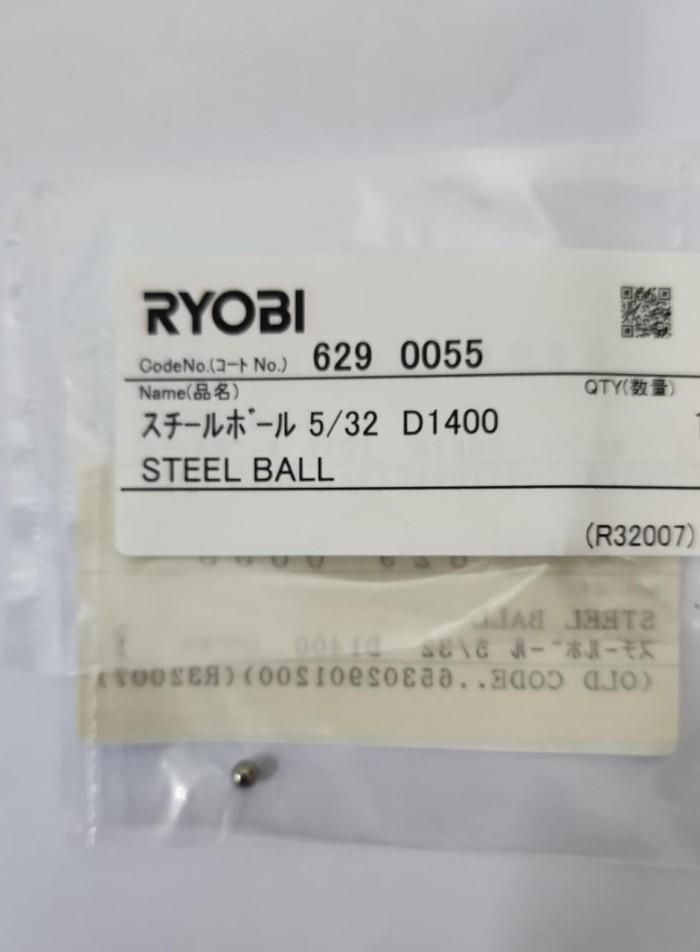 RYOBI
CodeNo.(コート No.) 629 0055
Name(品名) QTY(数量)
スチールボール 5/32 D1400 1
STEEL BALL
(R32007)
STEEL BALL
スチールボール 5/32 D1400 1
(OLD CODE..65302901200)(R32007)